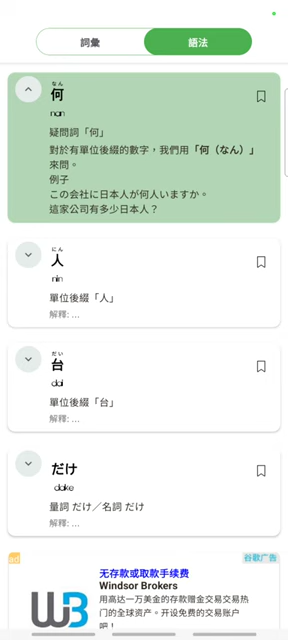 詞彙
語法
なん
何
nan
疑問詞「何」
對於有單位後綴的數字，我們用「何（なん）」
來問。
例子
この会社に日本人が何人いますか。
這家公司有多少日本人？
にん
人
nin
單位後綴「人」
解釋: ...
だい
台
dai
單位後綴「台」
解釋: ...
だけ
dake
量詞 だけ／名詞 だけ
解釋: ...
ad
谷歌广告
无存款或取款手续费
Windsor Brokers
用高达一万美金的存款赠金交易交易热
门的全球资产。开设免费的交易账户
吧！
WB